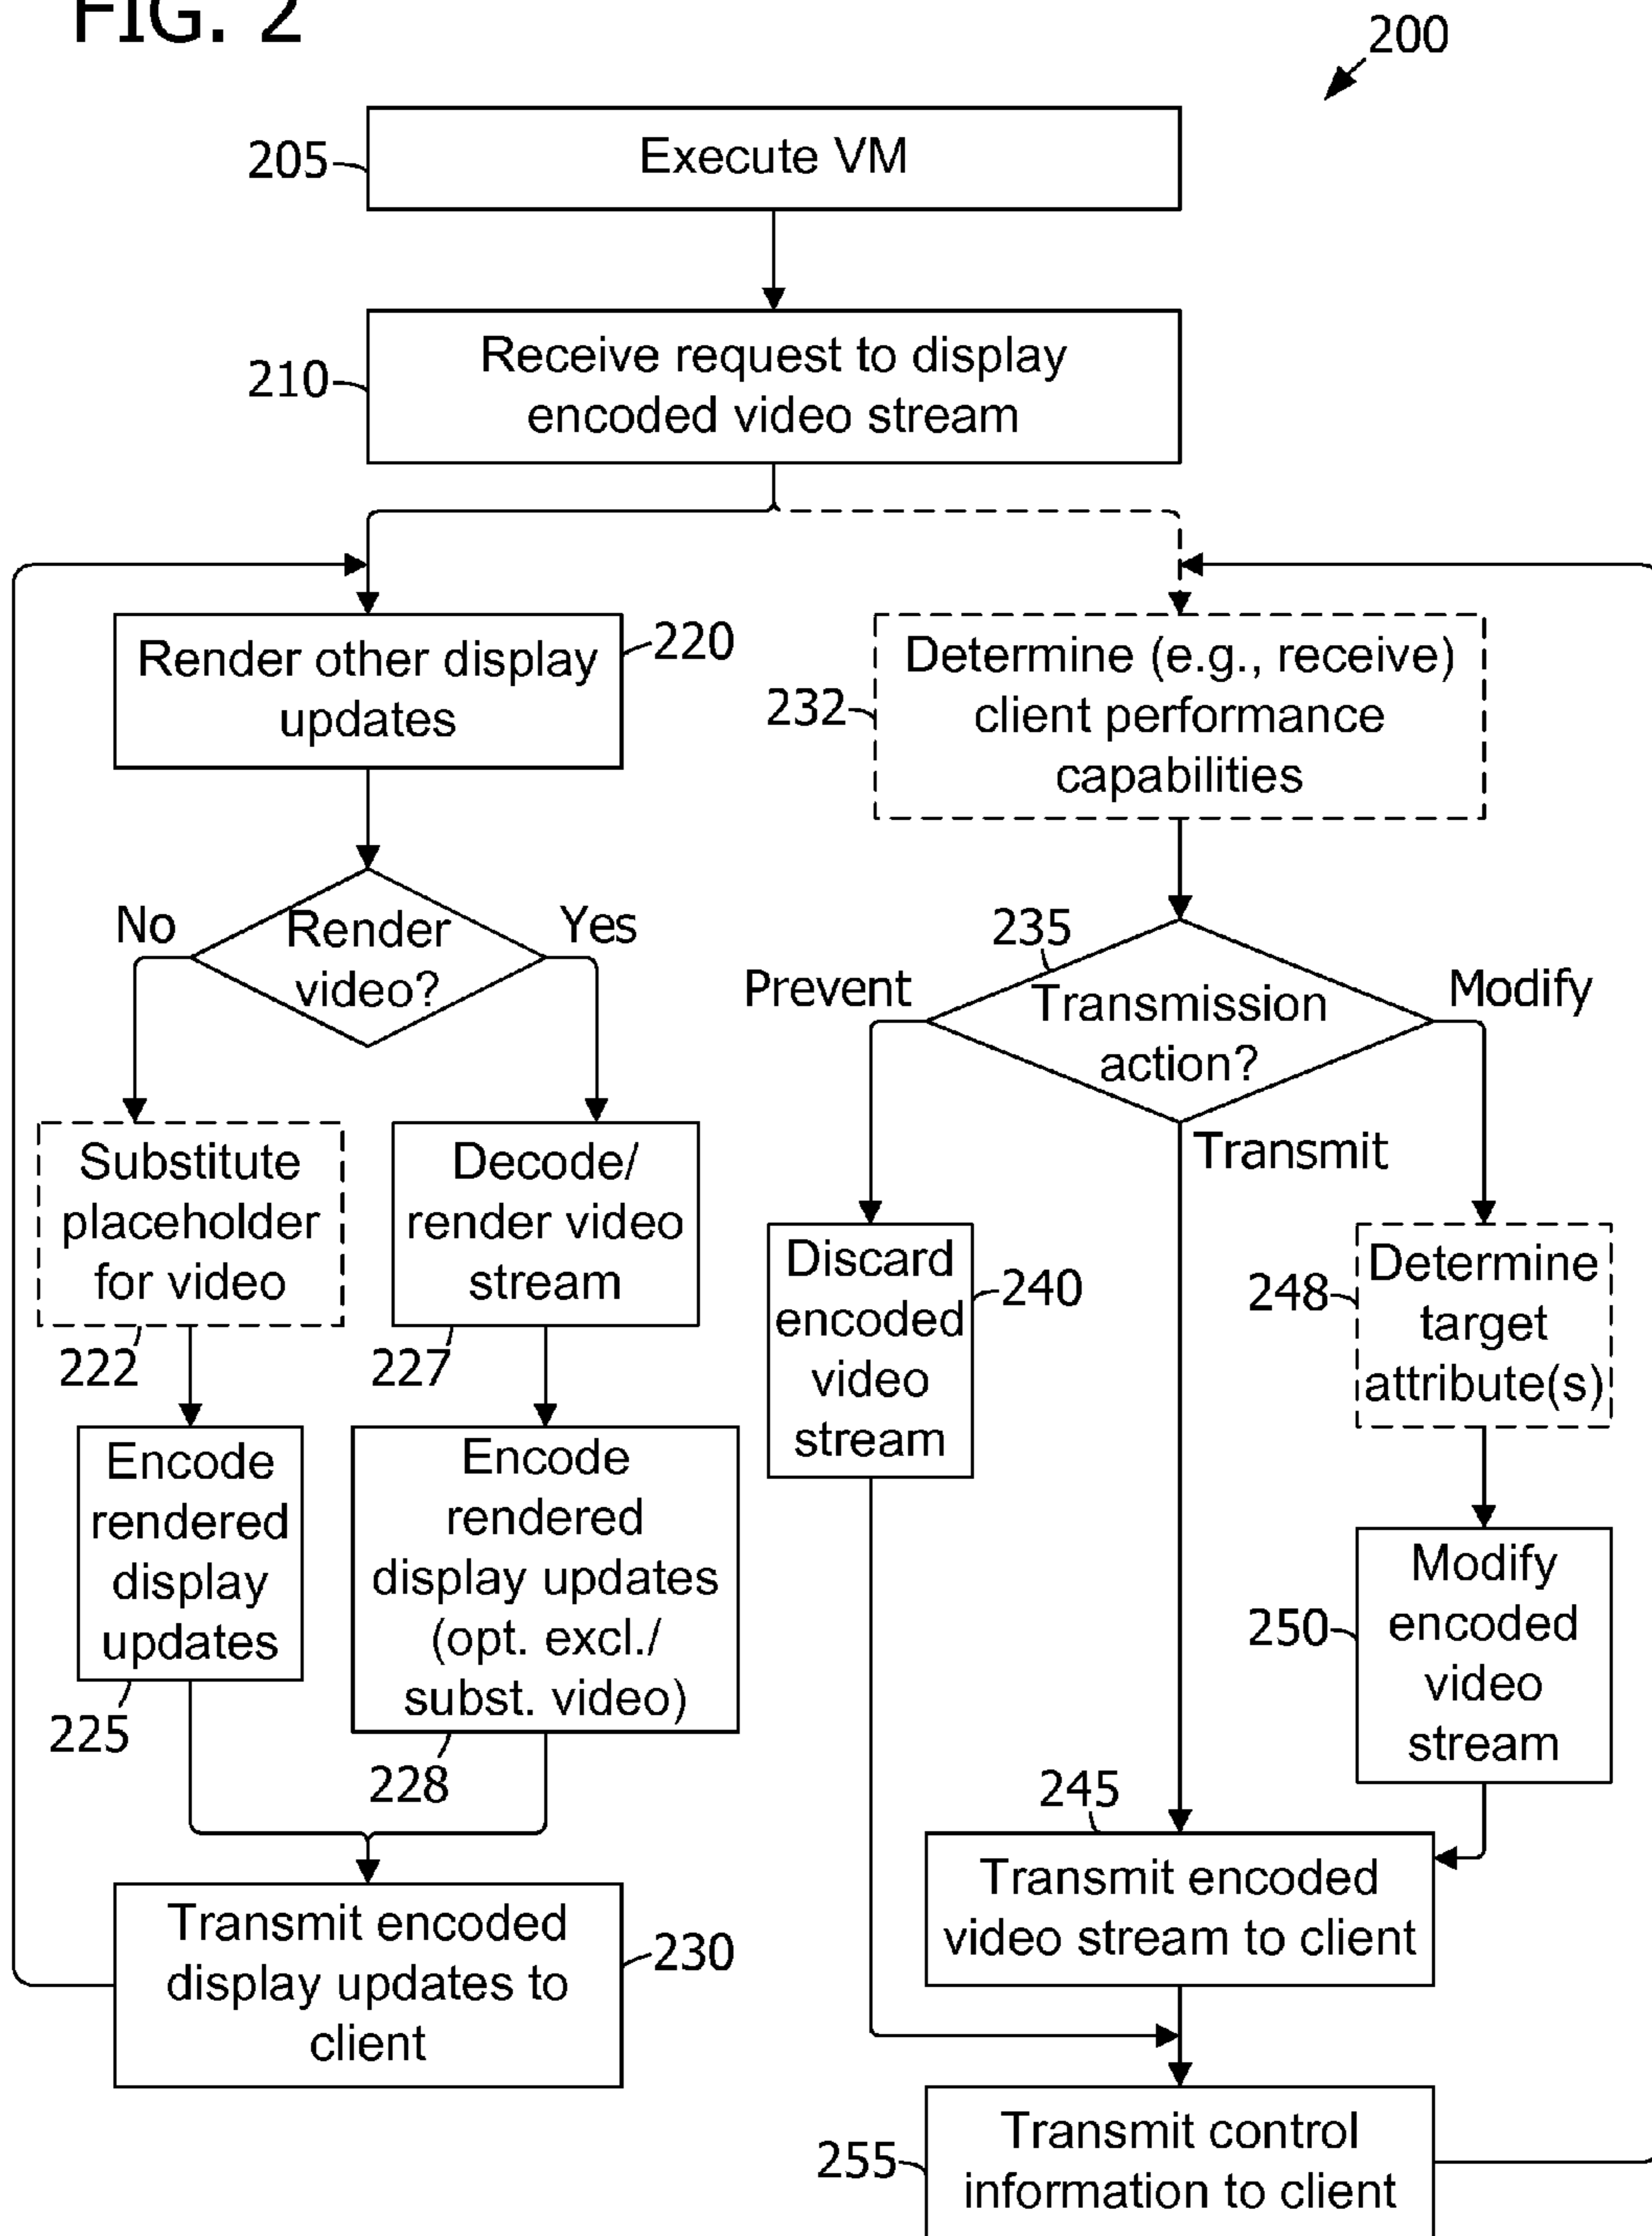 FIG. 2
200
205
Execute VM
210
Receive request to display
encoded video stream
Render other display
updates
220
No
Render
video?
Yes
Substitute
placeholder
for video
222
Decode/
render video
stream
227
Encode
rendered
display
updates
225
Encode
rendered
display updates
(opt. excl./
subst. video)
228
Transmit encoded
display updates to
client
230
232
Determine (e.g., receive)
client performance
capabilities
235
Prevent
Transmission
action?
Modify
Transmit
Discard
encoded
video
stream
240
248
Determine
target
attribute(s)
250
Modify
encoded
video
stream
245
Transmit encoded
video stream to client
255
Transmit control
information to client